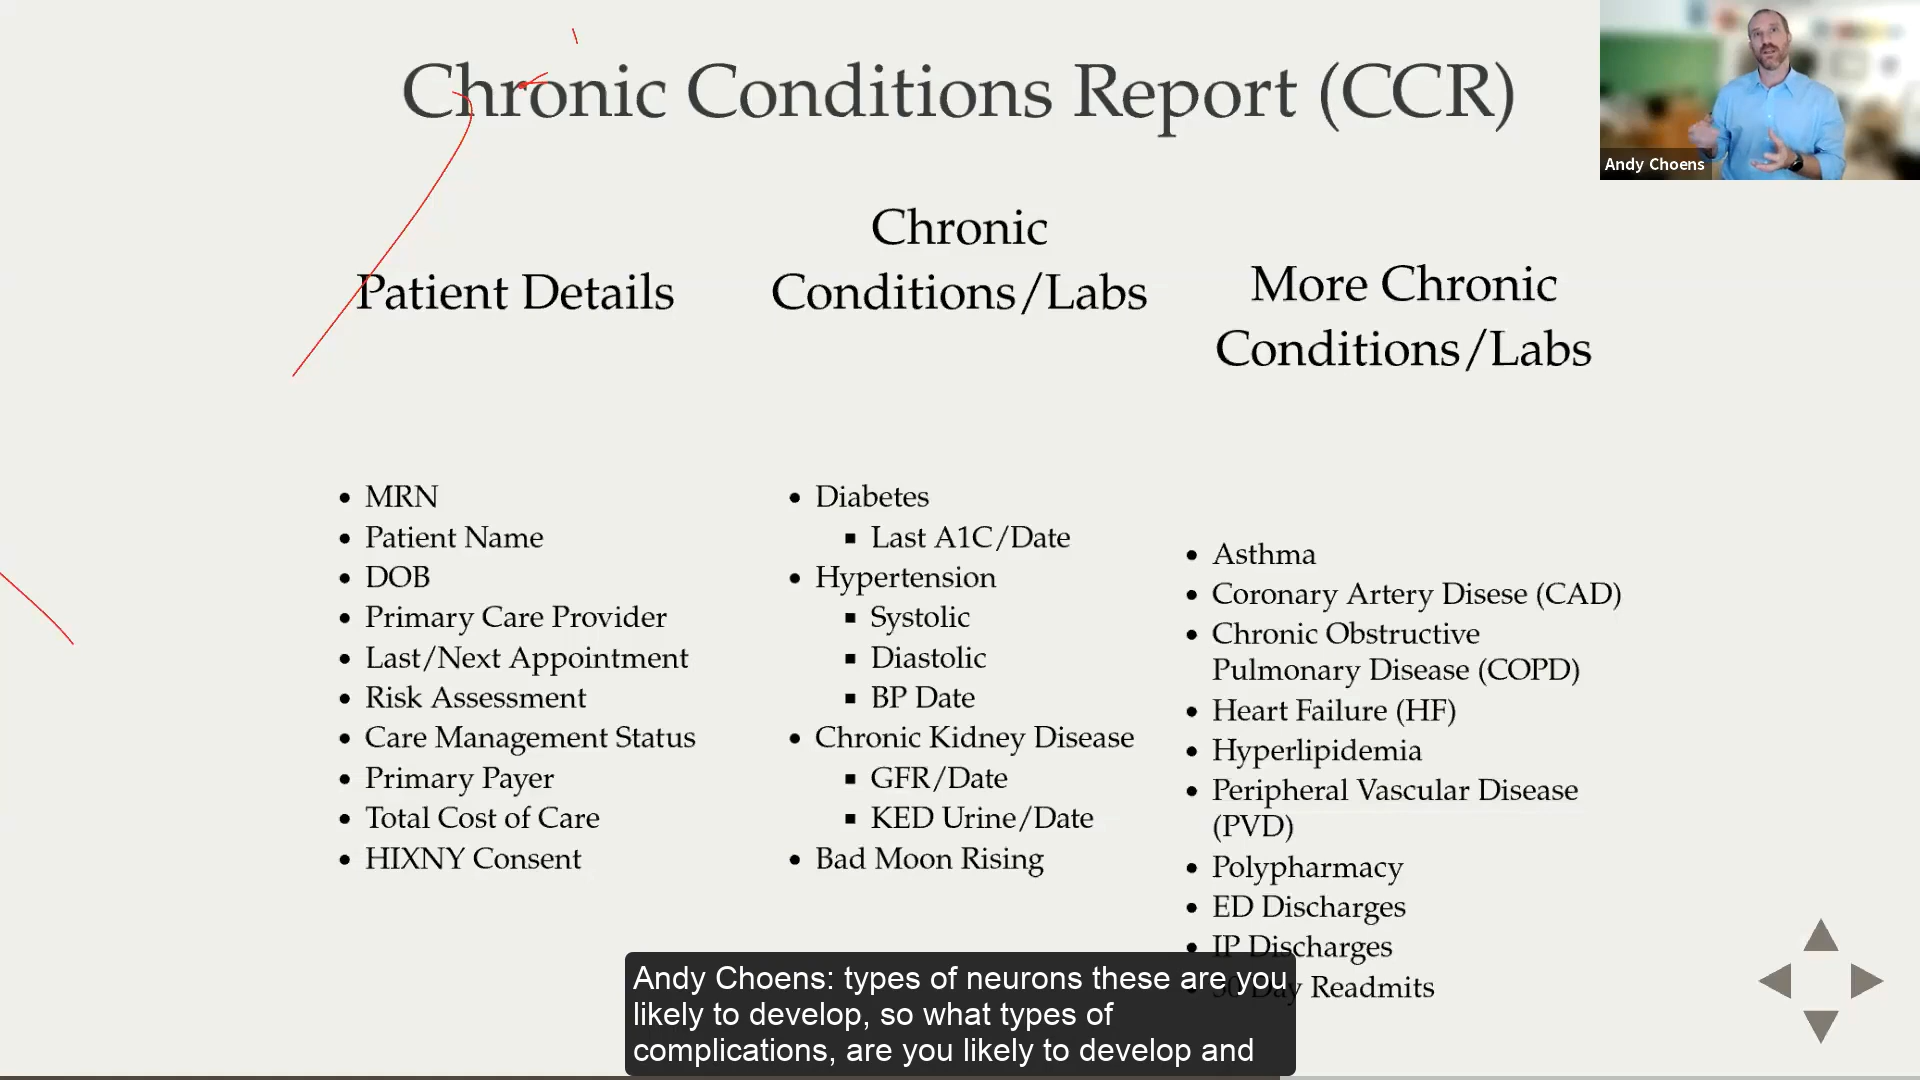 Chronic Conditions Report (CCR)
Andy Choens
Patient Details
MRN
Patient Name
DOB
Primary Care Provider
Last/Next Appointment
Risk Assessment
Care Management Status
Primary Payer
Total Cost of Care
HIXNY Consent
Chronic
Conditions/Labs
Diabetes
Last A1C/Date
Hypertension
Systolic
Diastolic
BP Date
Chronic Kidney Disease
GFR/Date
KED Urine/Date
Bad Moon Rising
More Chronic
Conditions/Labs
Asthma
Coronary Artery Disese (CAD)
Chronic Obstructive
Pulmonary Disease (COPD)
Heart Failure (HF)
Hyperlipidemia
Peripheral Vascular Disease
(PVD)
Polypharmacy
ED Discharges
IP Discharges
30 Day Readmits
Andy Choens: types of neurons these are you
likely to develop, so what types of
complications, are you likely to develop and